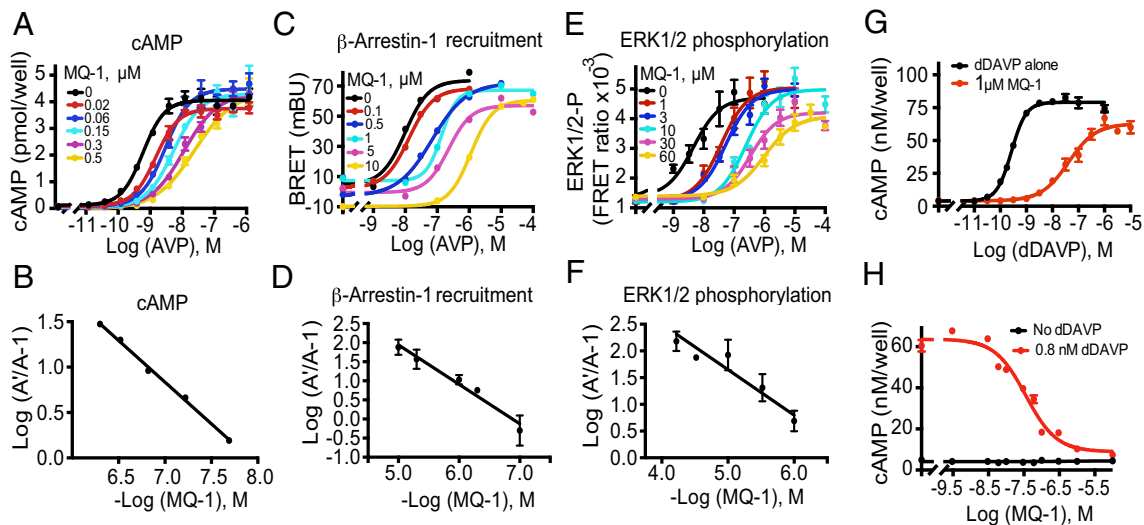 A
cAMP
MQ-1, µM
0
0.02
0.06
0.15
0.3
0.5
cAMP (pmol/well)
5
4
3
2
1
0
-11 -10 -9 -8 -7 -6
Log (AVP), M
C
β-Arrestin-1 recruitment
MQ-1, µM
0
0.1
0.5
1
5
10
BRET (mBU)
70
50
30
10
-10
-9 -8 -7 -6 -5 -4
Log (AVP), M
E
ERK1/2 phosphorylation
MQ-1, µM
0
1
3
10
30
60
ERK1/2-P
(FRET ratio x10-3)
6
5
4
3
2
1
-9 -8 -7 -6 -5 -4
Log (AVP), M
G
dDAVP alone
1µM MQ-1
cAMP (nM/well)
100
75
50
25
0
-11 -10 -9 -8 -7 -6 -5
Log (dDAVP), M
B
cAMP
Log (A'/A-1)
1.5
1.0
0.5
0.0
6.5 7.0 7.5 8.0
-Log (MQ-1), M
D
β-Arrestin-1 recruitment
Log (A'/A-1)
2.5
2.0
1.5
1.0
0.5
0.0
-0.5
-1.0
5.0 6.0 7.0
-Log (MQ-1), M
F
ERK1/2 phosphorylation
Log (A'/A-1)
2.5
2.0
1.5
1.0
0.5
0.0
4.0 5.0 6.0
-Log (MQ-1), M
H
No dDAVP
0.8 nM dDAVP
cAMP (nM/well)
60
40
20
0
-9.5 -8.5 -7.5 -6.5 -5.5
Log (MQ-1), M